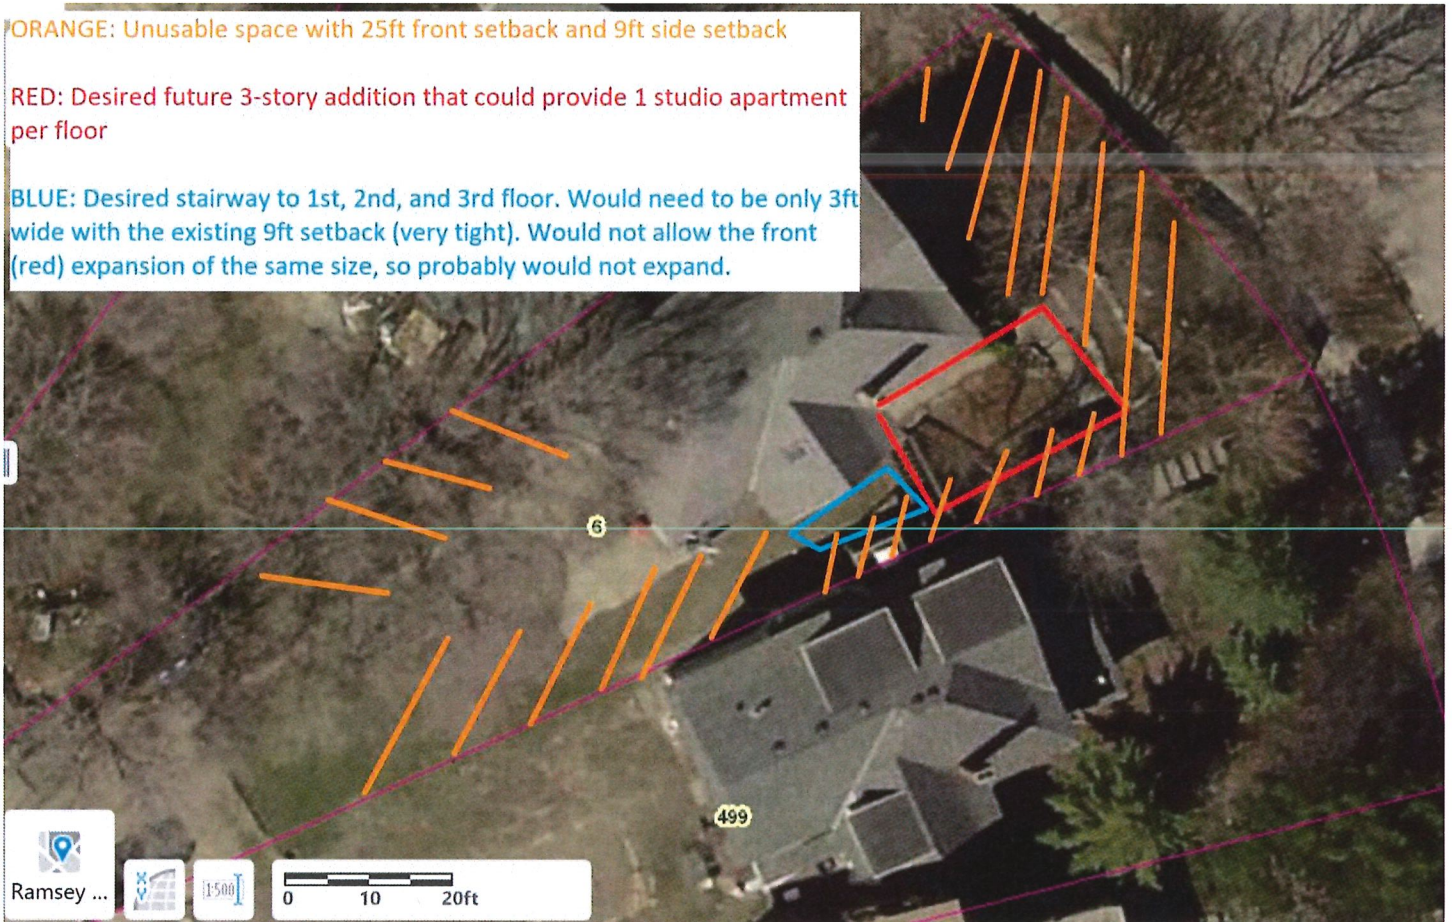 ORANGE: Unusable space with 25ft front setback and 9ft side setback
RED: Desired future 3-story addition that could provide 1 studio apartment
per floor
BLUE: Desired stairway to 1st, 2nd, and 3rd floor. Would need to be only 3ft
wide with the existing 9ft setback (very tight). Would not allow the front
(red) expansion of the same size, so probably would not expand.
6
499
Ramsey ...
XY
1:500
0 10 20ft